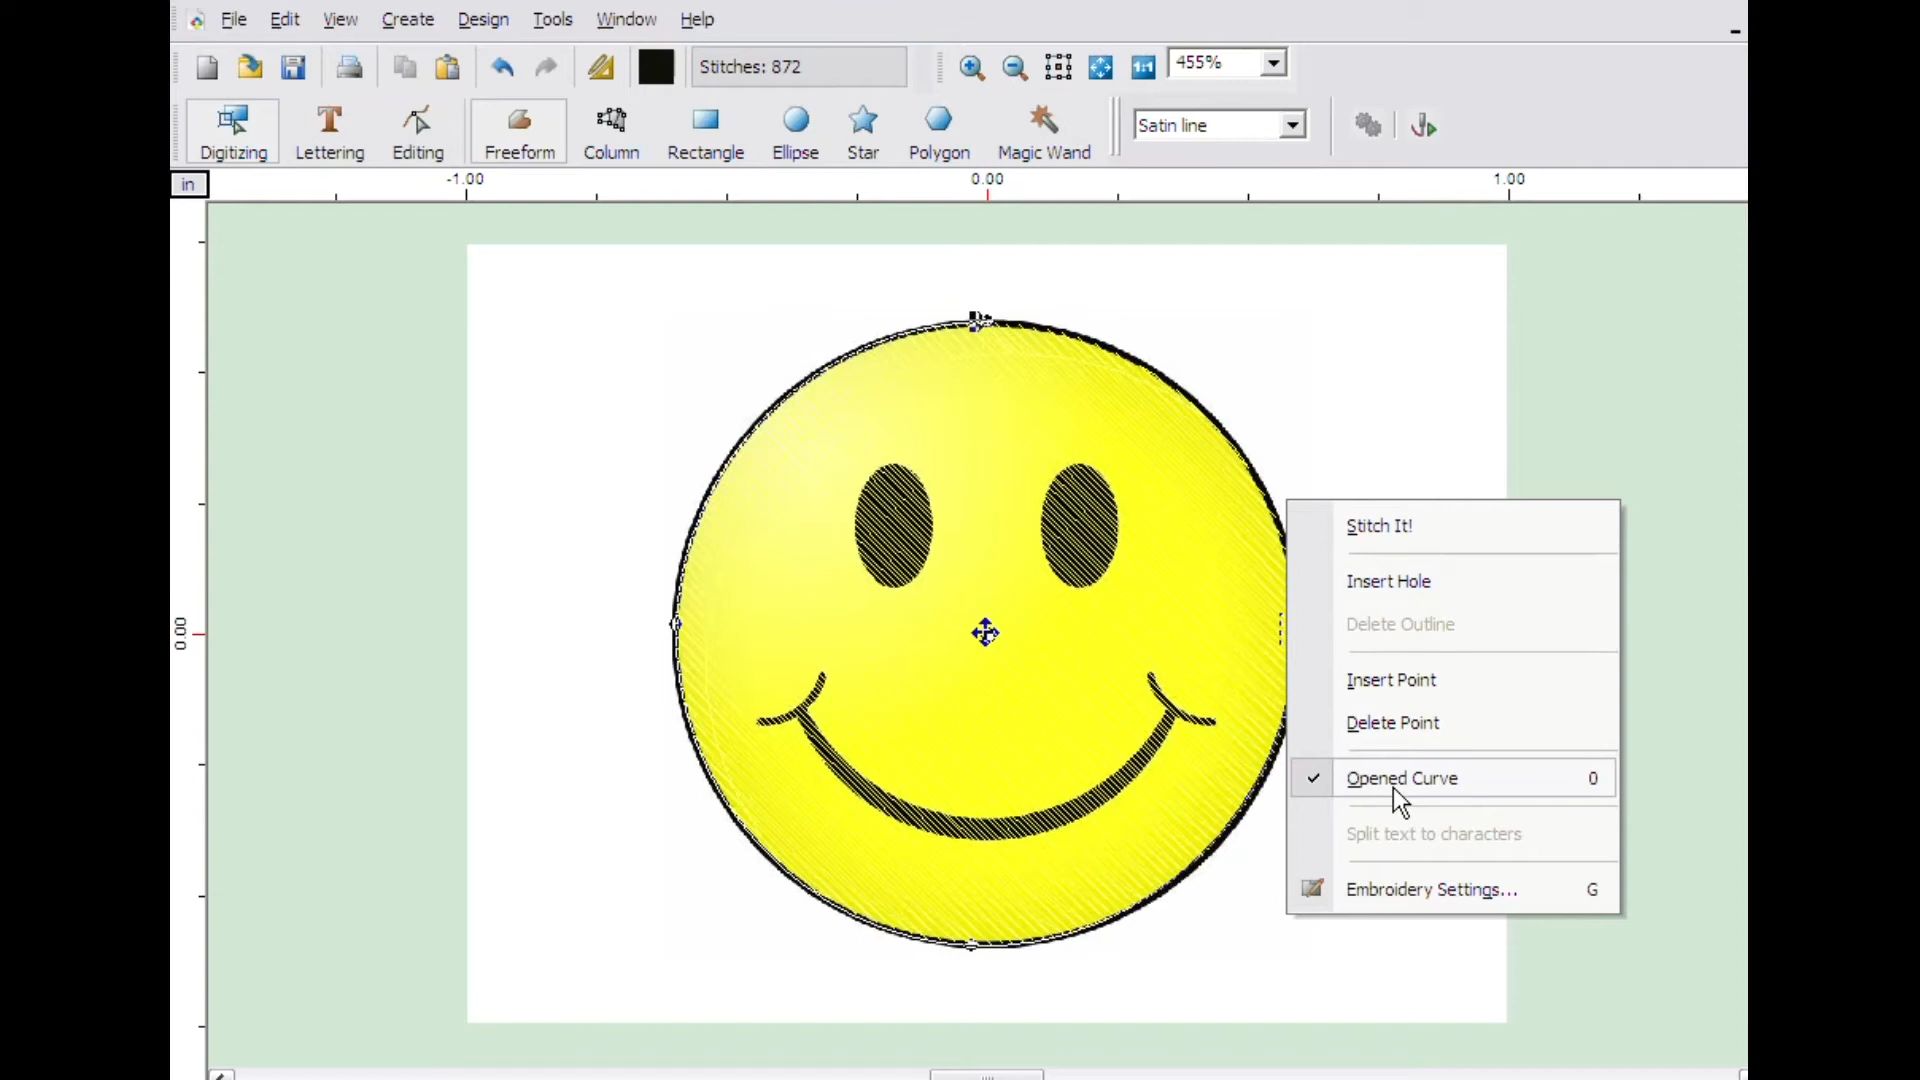 File Edit View Create Design Tools Window Help
Stitches: 872
1:1
455%
Digitizing Lettering Editing Freeform Column Rectangle Ellipse Star Polygon Magic Wand
Satin line
in
-1.00 0.00 1.00
0.00
Stitch It!
Insert Hole
Delete Outline
Insert Point
Delete Point
Opened Curve 0
Split text to characters
Embroidery Settings... G